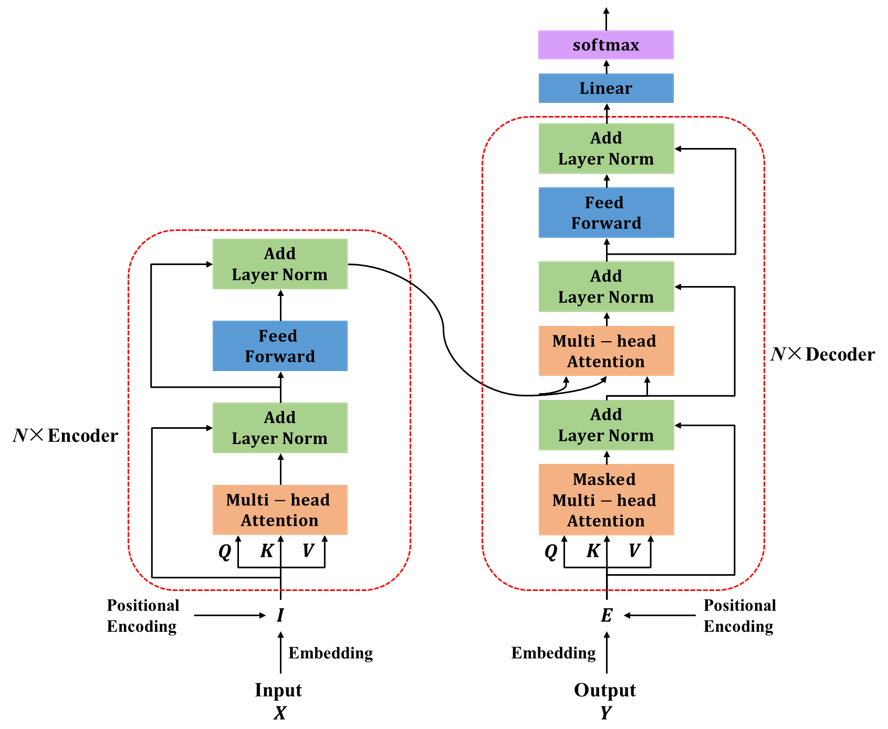 softmax
Linear
Add
Layer Norm
Feed
Forward
Add
Layer Norm
Multi – head
Attention
Add
Layer Norm
Masked
Multi – head
Attention
Q K V
N× Decoder
Add
Layer Norm
Feed
Forward
Add
Layer Norm
Multi – head
Attention
Q K V
N× Encoder
Positional
Encoding
I
Embedding
Input
X
E
Positional
Encoding
Embedding
Output
Y